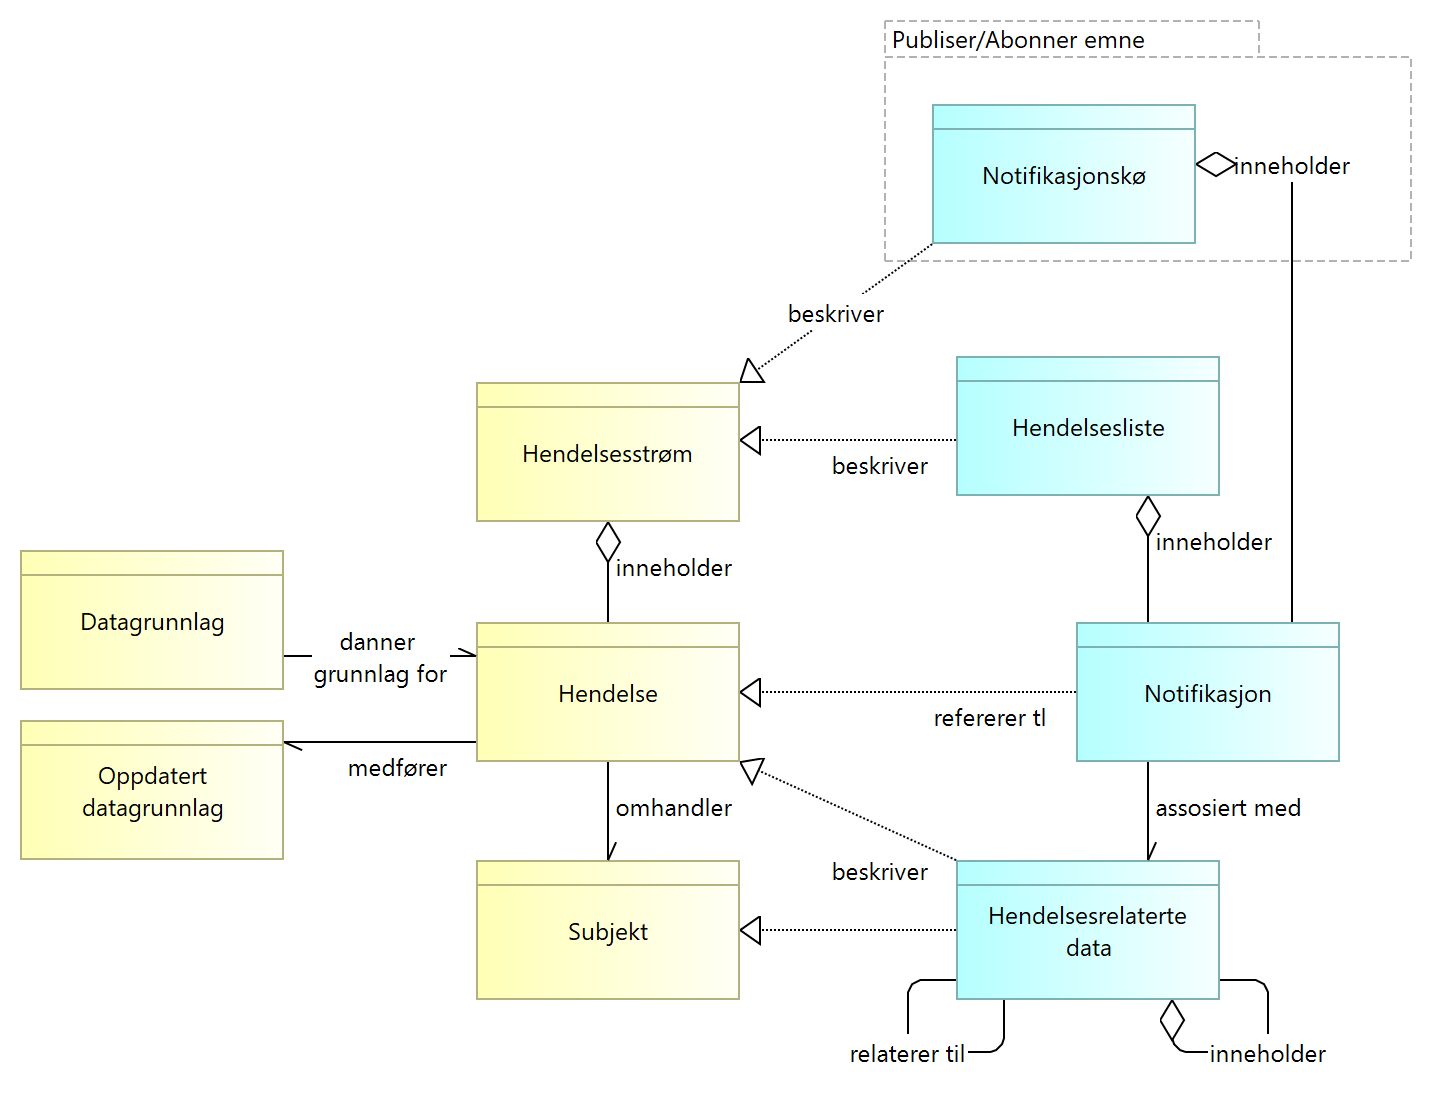 Publiser/Abonner emne
Notifikasjonskø
inneholder
beskriver
Hendelsesliste
Hendelsesstrøm
beskriver
inneholder
inneholder
Datagrunnlag
danner
grunnlag for
Hendelse
Notifikasjon
refererer tl
Oppdatert
datagrunnlag
medfører
omhandler
assosiert med
beskriver
Subjekt
Hendelsesrelaterte
data
relaterer til
inneholder